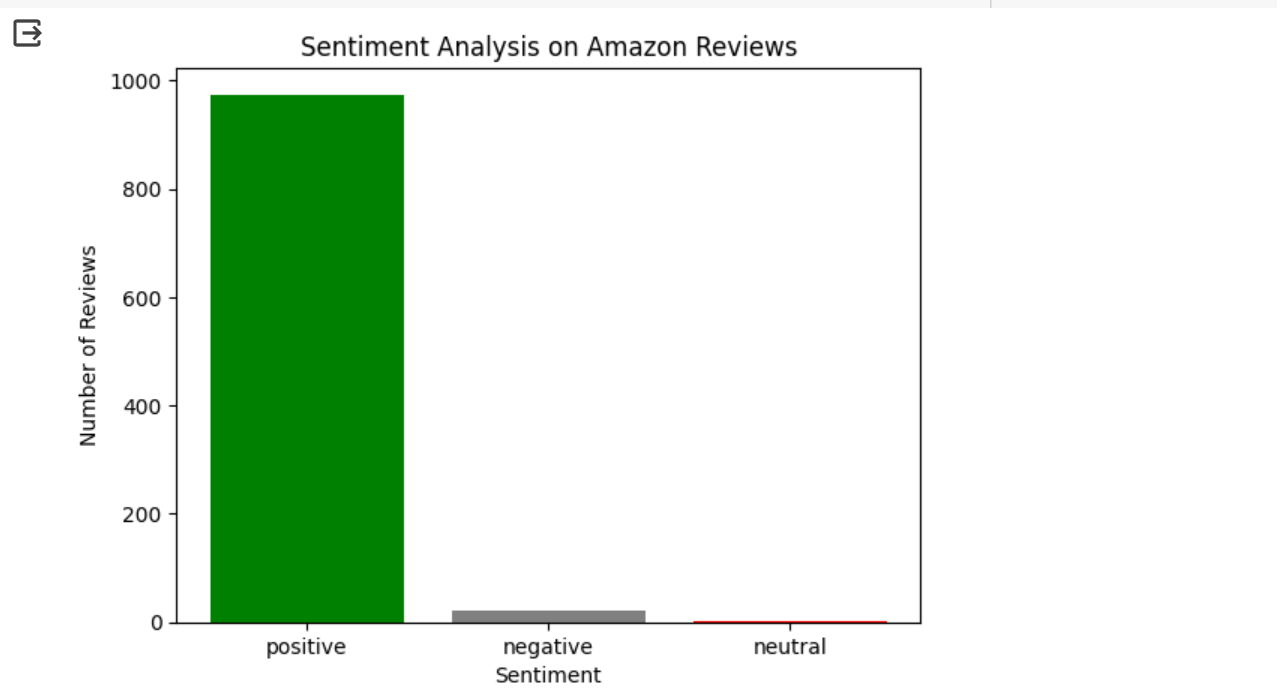 Sentiment Analysis on Amazon Reviews
1000
800
600
400
200
0
Number of Reviews
positive negative neutral
Sentiment